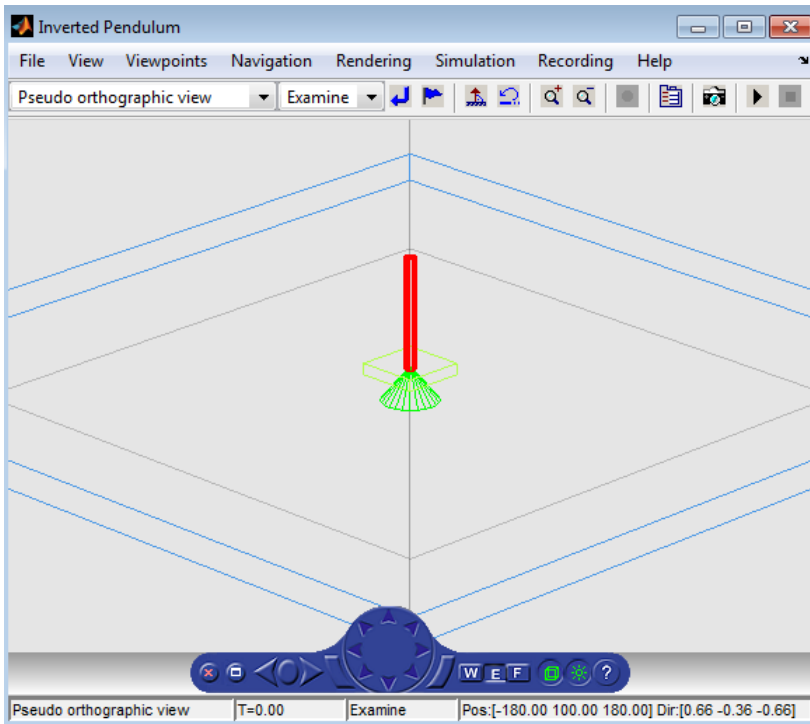 Inverted Pendulum
File View Viewpoints Navigation Rendering Simulation Recording Help
Pseudo orthographic view Examine
W E F ?
Pseudo orthographic view T=0.00 Examine Pos:[-180.00 100.00 180.00] Dir:[0.66 -0.36 -0.66]